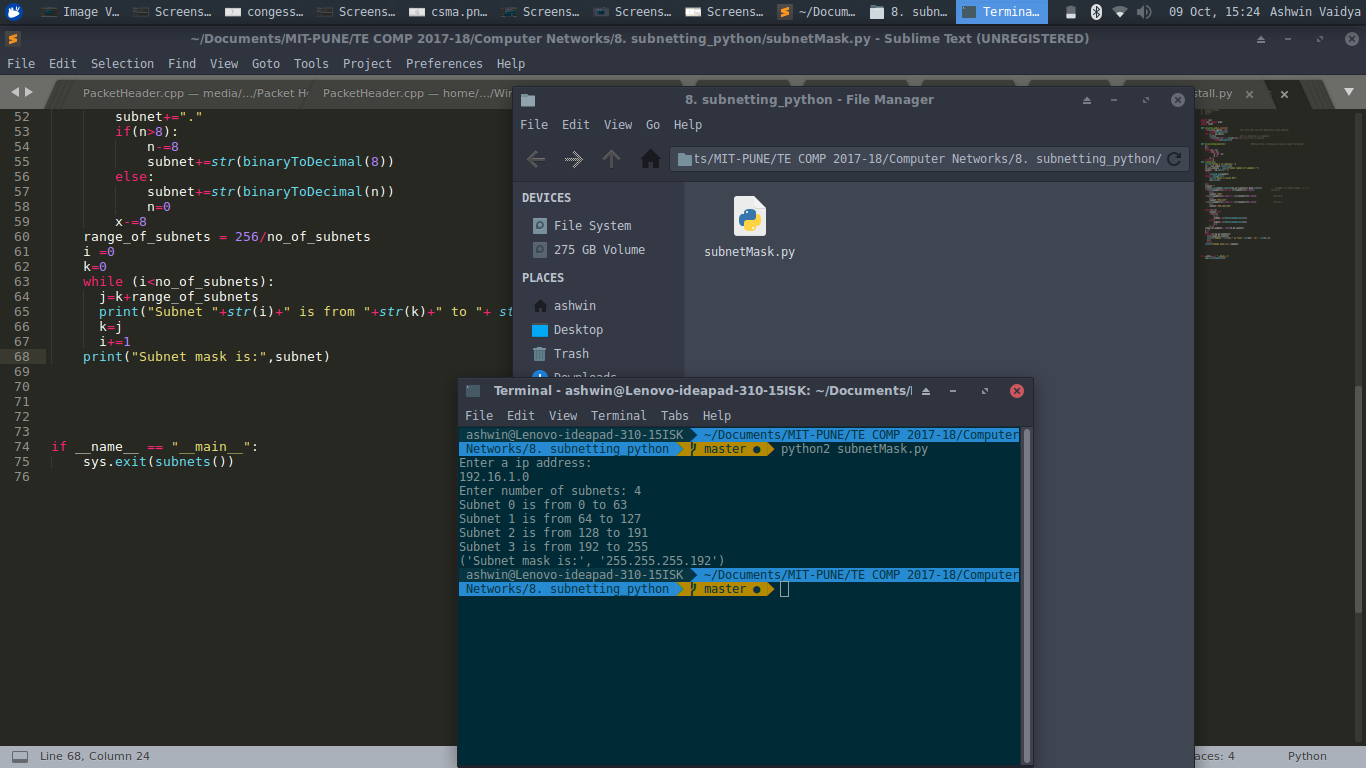 Image V...
Screens...
congess...
Screens...
csma.pn...
Screens...
Screens...
Screens...
~/Docum...
8. subn...
Termina...
09 Oct, 15:24
Ashwin Vaidya
~/Documents/MIT-PUNE/TE COMP 2017-18/Computer Networks/8. subnetting_python/subnetMask.py - Sublime Text (UNREGISTERED)
File Edit Selection Find View Goto Tools Project Preferences Help
PacketHeader.cpp — media/.../Packet H
PacketHeader.cpp — home/.../Wir
stall.py
52 subnet+="."
53 if(n>8):
54 n-=8
55 subnet+=str(binaryToDecimal(8))
56 else:
57 subnet+=str(binaryToDecimal(n))
58 n=0
59 x-=8
60 range_of_subnets = 256/no_of_subnets
61 i =0
62 k=0
63 while (i<no_of_subnets):
64 j=k+range_of_subnets
65 print("Subnet "+str(i)+" is from "+str(k)+" to "+ st
66 k=j
67 i+=1
68 print("Subnet mask is:",subnet)
69
70
71
72
73
74 if __name__ == "__main__":
75 sys.exit(subnets())
76
Line 68, Column 24
aces: 4
Python
8. subnetting_python - File Manager
File Edit View Go Help
ts/MIT-PUNE/TE COMP 2017-18/Computer Networks/8. subnetting_python/
DEVICES
File System
275 GB Volume
PLACES
ashwin
Desktop
Trash
Downloads
subnetMask.py
Terminal - ashwin@Lenovo-ideapad-310-15ISK: ~/Documents/
File Edit View Terminal Tabs Help
ashwin@Lenovo-ideapad-310-15ISK ~/Documents/MIT-PUNE/TE COMP 2017-18/Computer
Networks/8. subnetting_python master ● python2 subnetMask.py
Enter a ip address:
192.16.1.0
Enter number of subnets: 4
Subnet 0 is from 0 to 63
Subnet 1 is from 64 to 127
Subnet 2 is from 128 to 191
Subnet 3 is from 192 to 255
('Subnet mask is:', '255.255.255.192')
ashwin@Lenovo-ideapad-310-15ISK ~/Documents/MIT-PUNE/TE COMP 2017-18/Computer
Networks/8. subnetting_python master ●